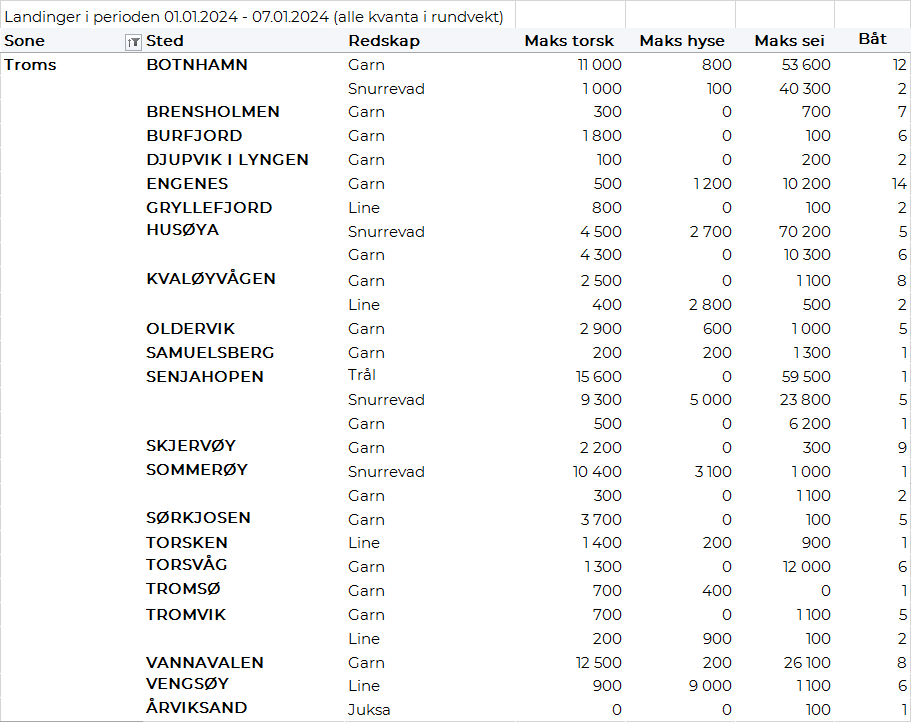 Landinger i perioden 01.01.2024 - 07.01.2024 (alle kvanta i rundvekt)
Sone Sted Redskap Maks torsk Maks hyse Maks sei Båt
Troms BOTNHAMN Garn 11 000 800 53 600 12
Snurrevad 1 000 100 40 300 2
BRENSHOLMEN Garn 300 0 700 7
BURFJORD Garn 1 800 0 100 6
DJUPVIK I LYNGEN Garn 100 0 200 2
ENGENES Garn 500 1 200 10 200 14
GRYLLEFJORD Line 800 0 100 2
HUSØYA Snurrevad 4 500 2 700 70 200 5
Garn 4 300 0 10 300 6
KVALØYVÅGEN Garn 2 500 0 1 100 8
Line 400 2 800 500 2
OLDERVIK Garn 2 900 600 1 000 5
SAMUELSBERG Garn 200 200 1 300 1
SENJAHOPEN Trål 15 600 0 59 500 1
Snurrevad 9 300 5 000 23 800 5
Garn 500 0 6 200 1
SKJERVØY Garn 2 200 0 300 9
SOMMERØY Snurrevad 10 400 3 100 1 000 1
Garn 300 0 1 100 2
SØRKJOSEN Garn 3 700 0 100 5
TORSKEN Line 1 400 200 900 1
TORSVÅG Garn 1 300 0 12 000 6
TROMSØ Garn 700 400 0 1
TROMVIK Garn 700 0 1 100 5
Line 200 900 100 2
VANNAVALEN Garn 12 500 200 26 100 8
VENGSØY Line 900 9 000 1 100 6
ÅRVIKSAND Juksa 0 0 100 1